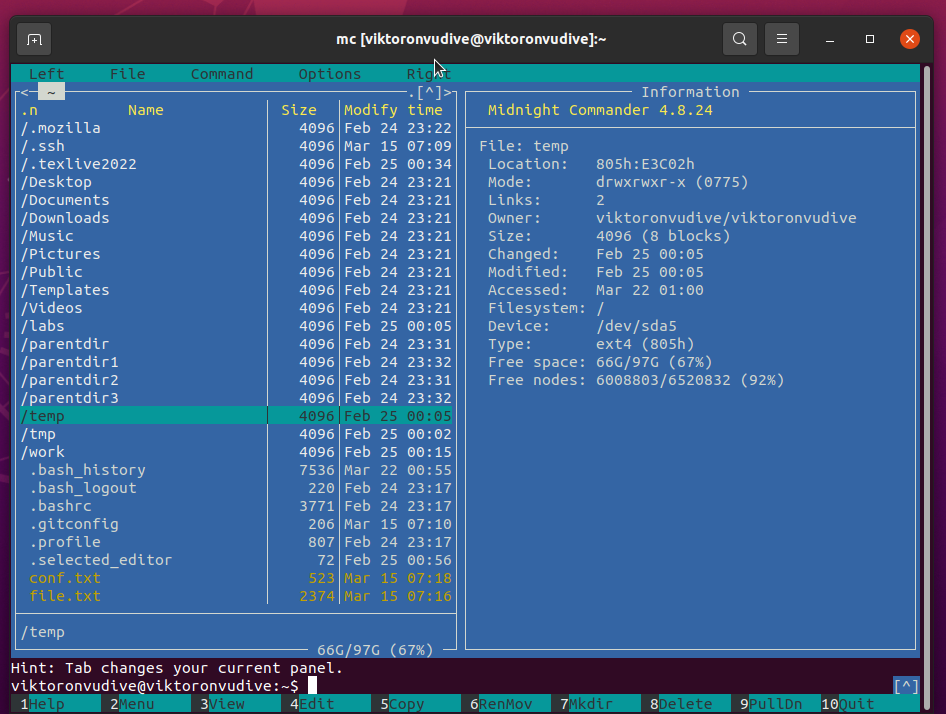 mc [viktoronvudive@viktoronvudive]:~
Left File Command Options Right
<─ ~ .[^]>
.n Name Size Modify time
/.mozilla 4096 Feb 24 23:22
/.ssh 4096 Mar 15 07:09
/.texlive2022 4096 Feb 25 00:34
/Desktop 4096 Feb 24 23:21
/Documents 4096 Feb 24 23:21
/Downloads 4096 Feb 24 23:21
/Music 4096 Feb 24 23:21
/Pictures 4096 Feb 24 23:21
/Public 4096 Feb 24 23:21
/Templates 4096 Feb 24 23:21
/Videos 4096 Feb 24 23:21
/labs 4096 Feb 25 00:05
/parentdir 4096 Feb 24 23:31
/parentdir1 4096 Feb 24 23:32
/parentdir2 4096 Feb 24 23:31
/parentdir3 4096 Feb 24 23:32
/temp 4096 Feb 25 00:05
/tmp 4096 Feb 25 00:02
/work 4096 Feb 25 00:15
.bash_history 7536 Mar 22 00:55
.bash_logout 220 Feb 24 23:17
.bashrc 3771 Feb 24 23:17
.gitconfig 206 Mar 15 07:10
.profile 807 Feb 24 23:17
.selected_editor 72 Feb 25 00:56
conf.txt 523 Mar 15 07:18
file.txt 2374 Mar 15 07:16
/temp
66G/97G (67%)
Information
Midnight Commander 4.8.24
File: temp
Location: 805h:E3C02h
Mode: drwxrwxr-x (0775)
Links: 2
Owner: viktoronvudive/viktoronvudive
Size: 4096 (8 blocks)
Changed: Feb 25 00:05
Modified: Feb 25 00:05
Accessed: Mar 22 01:00
Filesystem: /
Device: /dev/sda5
Type: ext4 (805h)
Free space: 66G/97G (67%)
Free nodes: 6008803/6520832 (92%)
Hint: Tab changes your current panel.
viktoronvudive@viktoronvudive:~$ [^]
1Help 2Menu 3View 4Edit 5Copy 6RenMov 7Mkdir 8Delete 9PullDn 10Quit